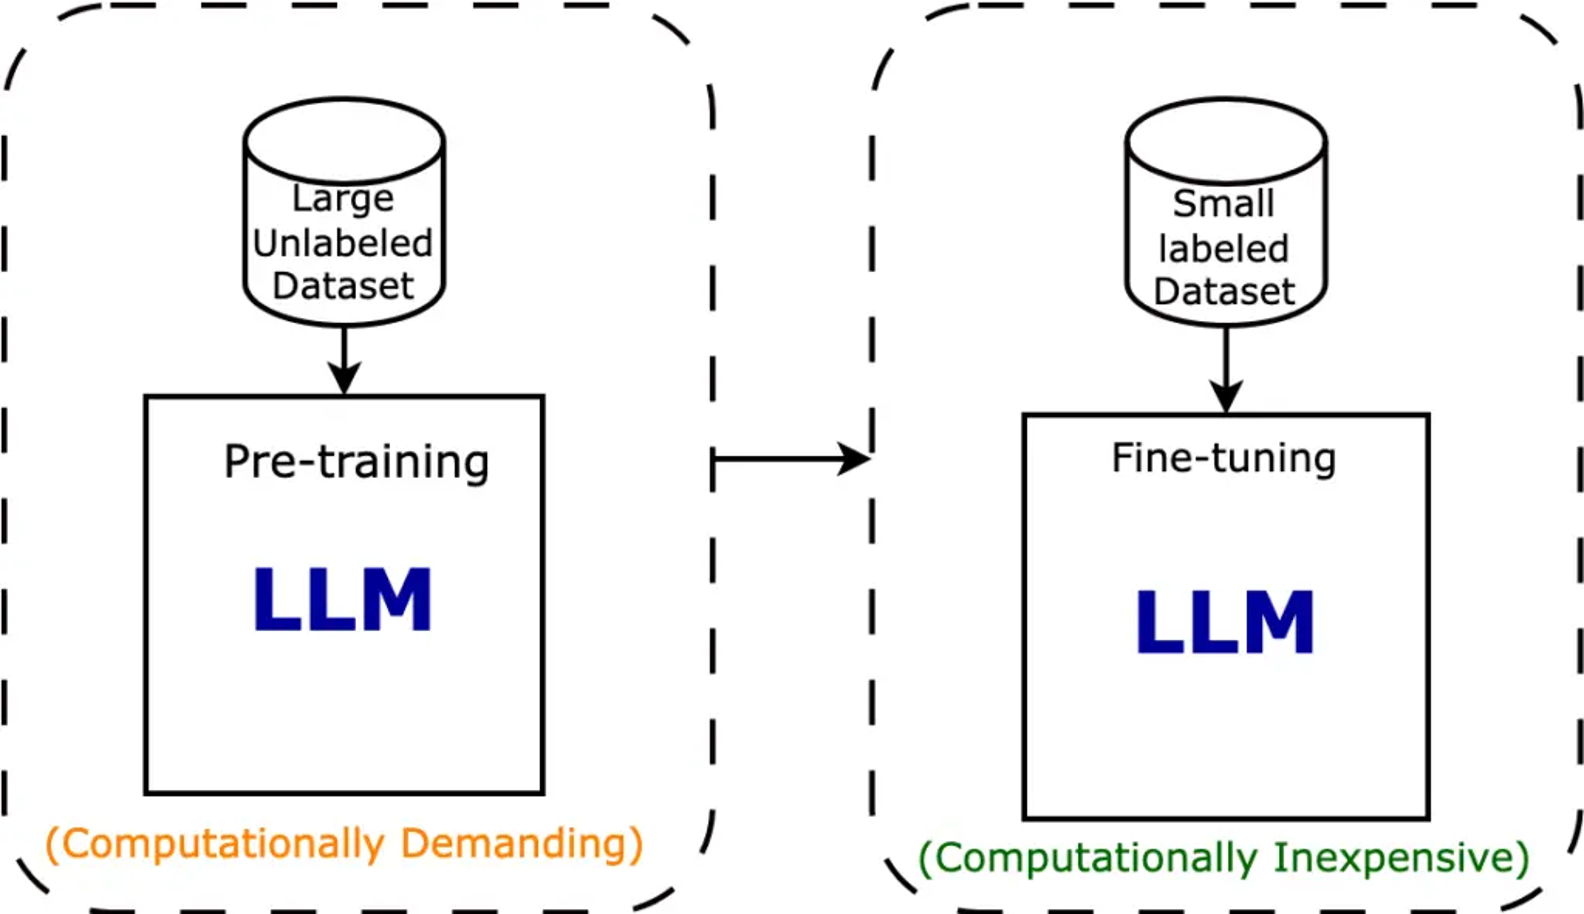 Large
Unlabeled
Dataset
Pre-training
LLM
(Computationally Demanding)
Small
labeled
Dataset
Fine-tuning
LLM
(Computationally Inexpensive)